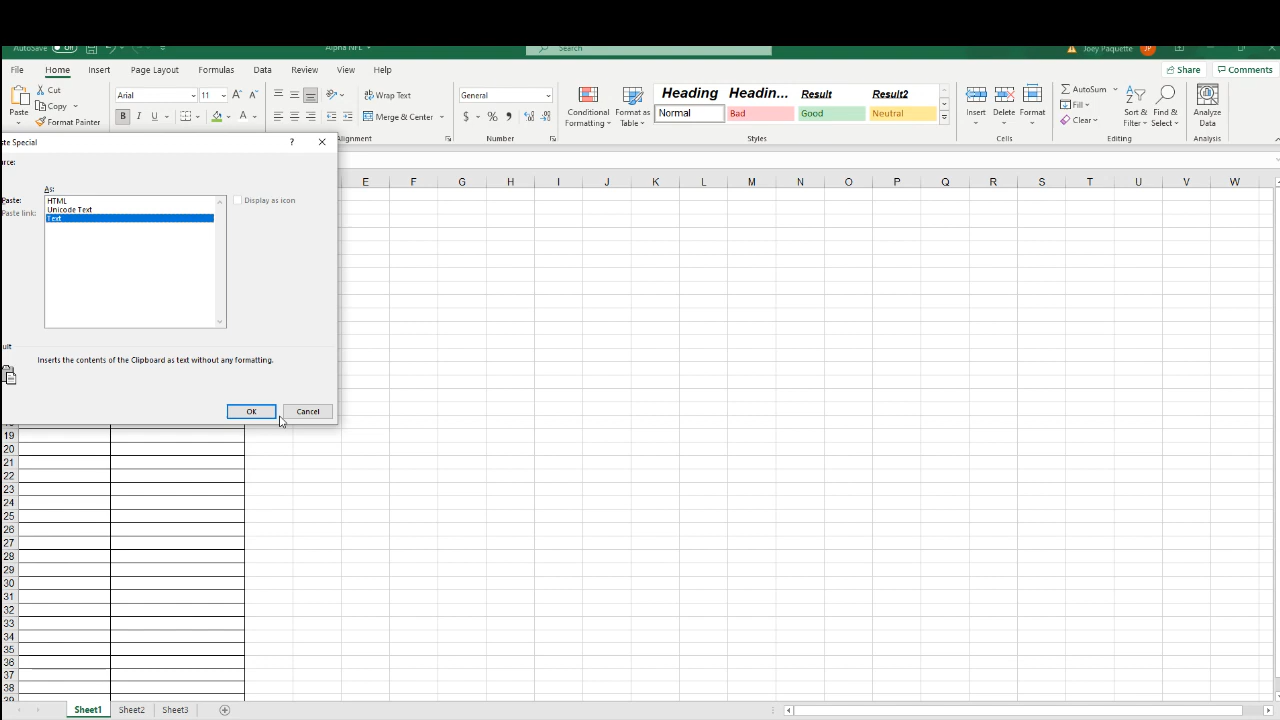 AutoSave Off Alpha NFL Search Joey Paquette JP
File Home Insert Page Layout Formulas Data Review View Help Share Comments
Paste Cut Copy Format Painter
Arial 11 B I U A
Wrap Text Merge & Center Alignment
General $ % Number
Conditional Formatting Format as Table
Heading Headin... Result Result2
Normal Bad Good Neutral
Styles
Insert Delete Format Cells
AutoSum Fill Clear Sort & Filter Find & Select Editing
Analyze Data Analysis
ste Special ?
rce:
As:
Paste:
Paste link:
HTML
Unicode Text
Text
Display as icon
ult
Inserts the contents of the Clipboard as text without any formatting.
OK Cancel
E F G H I J K L M N O P Q R S T U V W
19
20
21
22
23
24
25
26
27
28
29
30
31
32
33
34
35
36
37
38
39
Sheet1 Sheet2 Sheet3